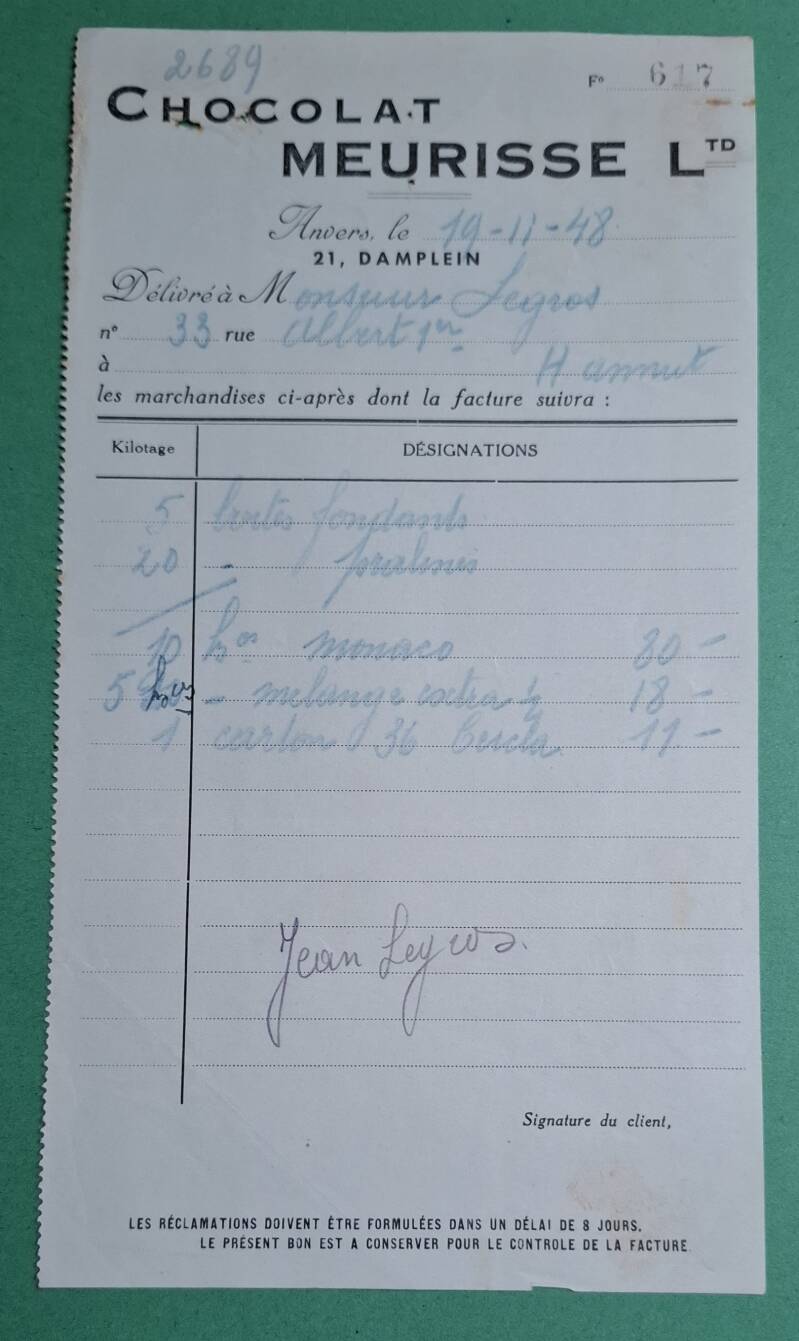 2689
Fo 617
CHOCOLAT
MEURISSE LTD
Anvers, le 19-11-48
21, DAMPLEIN
Délivré à Monsieur Legros
n° 33 rue Albert 1er
à Hannut
les marchandises ci-après dont la facture suivra :
Kilotage DÉSIGNATIONS
5 fondants
20 - pralines
10 monaco 80 -
5 - melange extra ½ 18 -
1 carton 36 11 -
Jean Legros.
Signature du client,
LES RÉCLAMATIONS DOIVENT ÊTRE FORMULÉES DANS UN DÉLAI DE 8 JOURS.
LE PRÉSENT BON EST A CONSERVER POUR LE CONTROLE DE LA FACTURE.